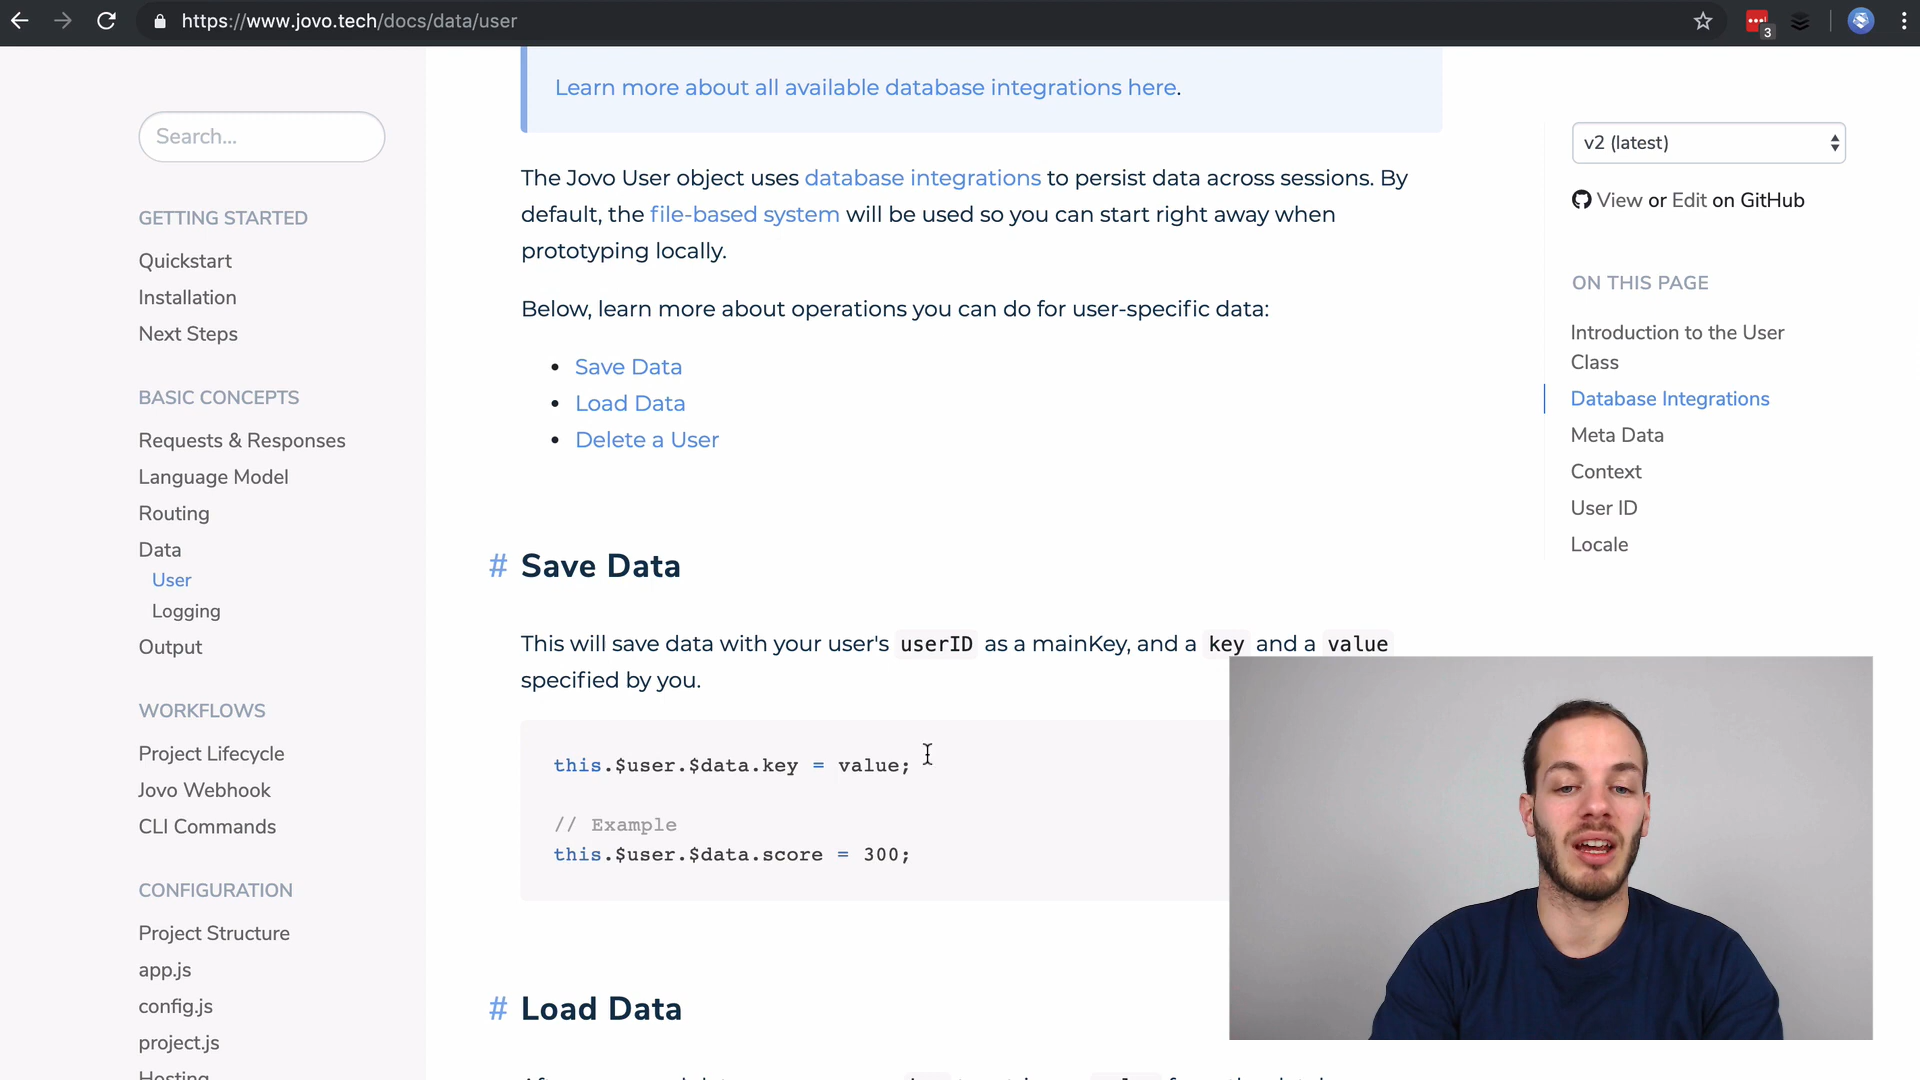 https://www.jovo.tech/docs/data/user
3
Search...
GETTING STARTED
Quickstart
Installation
Next Steps
BASIC CONCEPTS
Requests & Responses
Language Model
Routing
Data
User
Logging
Output
WORKFLOWS
Project Lifecycle
Jovo Webhook
CLI Commands
CONFIGURATION
Project Structure
app.js
config.js
project.js
Hosting
Learn more about all available database integrations here.
The Jovo User object uses database integrations to persist data across sessions. By
default, the file-based system will be used so you can start right away when
prototyping locally.
Below, learn more about operations you can do for user-specific data:
• Save Data
• Load Data
• Delete a User
# Save Data
This will save data with your user's userID as a mainKey, and a key and a value
specified by you.
this.$user.$data.key = value;
// Example
this.$user.$data.score = 300;
# Load Data
v2 (latest)
View or Edit on GitHub
ON THIS PAGE
Introduction to the User
Class
Database Integrations
Meta Data
Context
User ID
Locale